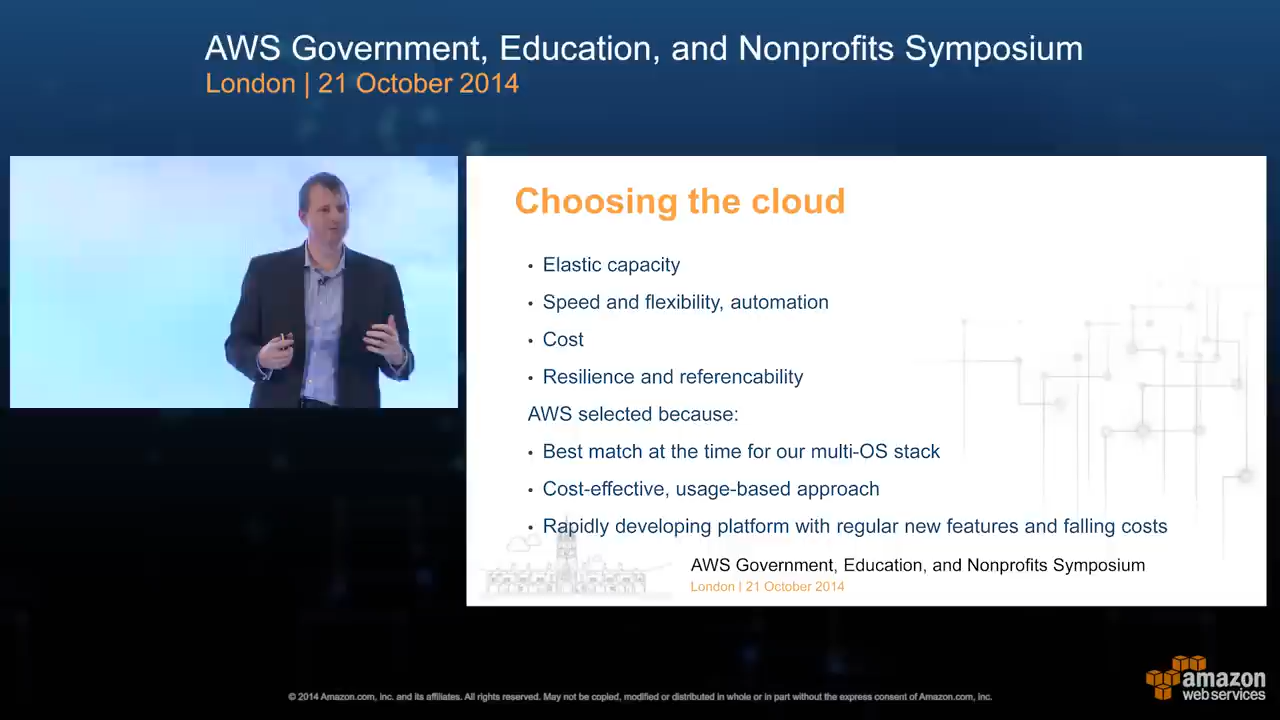 AWS Government, Education, and Nonprofits Symposium
London | 21 October 2014
Choosing the cloud
• Elastic capacity
• Speed and flexibility, automation
• Cost
• Resilience and referencability
AWS selected because:
• Best match at the time for our multi-OS stack
• Cost-effective, usage-based approach
• Rapidly developing platform with regular new features and falling costs
AWS Government, Education, and Nonprofits Symposium
London | 21 October 2014
© 2014 Amazon.com, Inc. and its affiliates. All rights reserved. May not be copied, modified or distributed in whole or in part without the express consent of Amazon.com, Inc.
amazon
web services